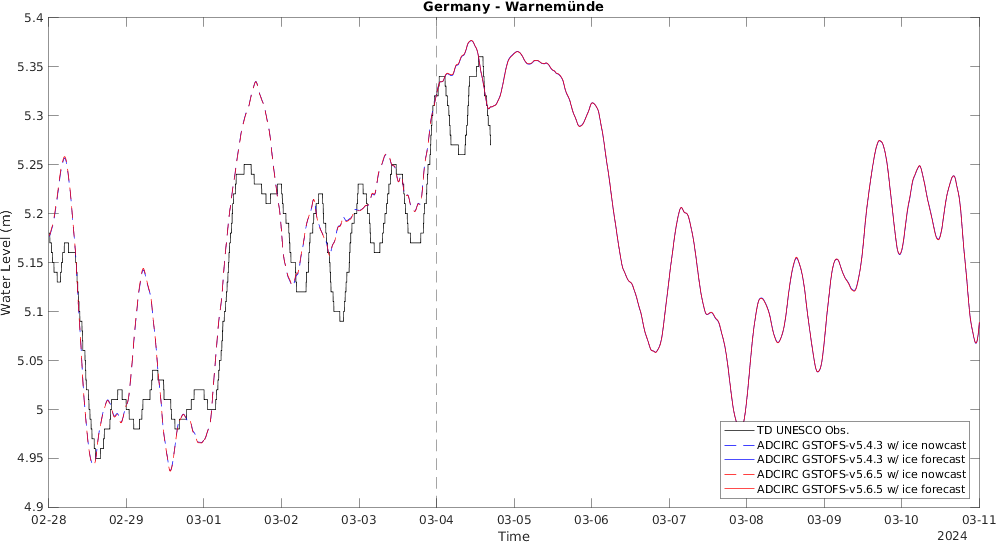 Germany - Warnemünde
5.4
5.35
5.3
5.25
5.2
5.15
5.1
5.05
5
4.95
4.9
Water Level (m)
TD UNESCO Obs.
ADCIRC GSTOFS-v5.4.3 w/ ice nowcast
ADCIRC GSTOFS-v5.4.3 w/ ice forecast
ADCIRC GSTOFS-v5.6.5 w/ ice nowcast
ADCIRC GSTOFS-v5.6.5 w/ ice forecast
02-28 02-29 03-01 03-02 03-03 03-04 03-05 03-06 03-07 03-08 03-09 03-10 03-11
Time
2024